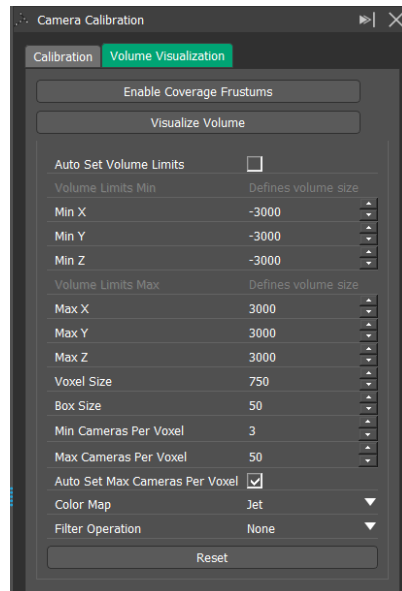 Camera Calibration
Calibration Volume Visualization
Enable Coverage Frustums
Visualize Volume
Auto Set Volume Limits
Volume Limits Min Defines volume size
Min X -3000
Min Y -3000
Min Z -3000
Volume Limits Max Defines volume size
Max X 3000
Max Y 3000
Max Z 3000
Voxel Size 750
Box Size 50
Min Cameras Per Voxel 3
Max Cameras Per Voxel 50
Auto Set Max Cameras Per Voxel
Color Map Jet
Filter Operation None
Reset